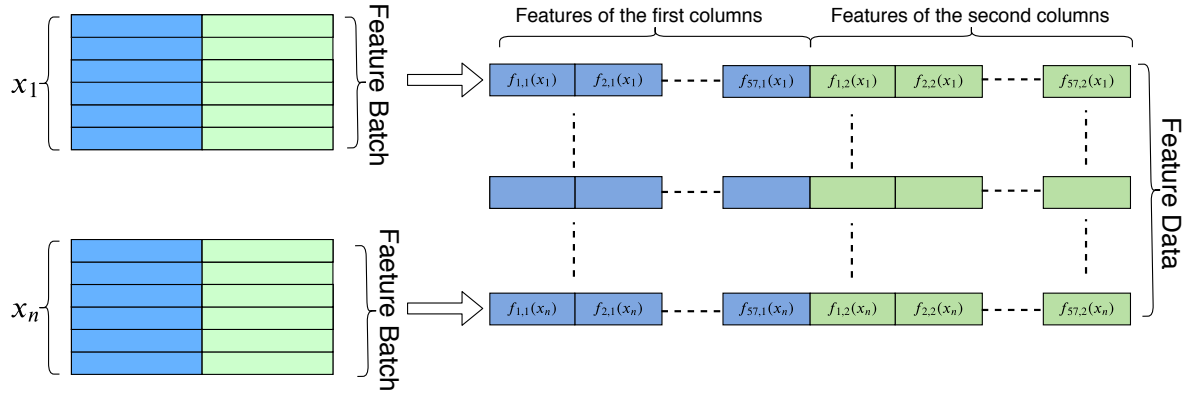 Features of the first columns
Features of the second columns
x₁
Feature Batch
f₁,₁(x₁) f₂,₁(x₁) f₅₇,₁(x₁) f₁,₂(x₁) f₂,₂(x₁) f₅₇,₂(x₁)
Feature Data
xₙ
Faeture Batch
f₁,₁(xₙ) f₂,₁(xₙ) f₅₇,₁(xₙ) f₁,₂(xₙ) f₂,₂(xₙ) f₅₇,₂(xₙ)